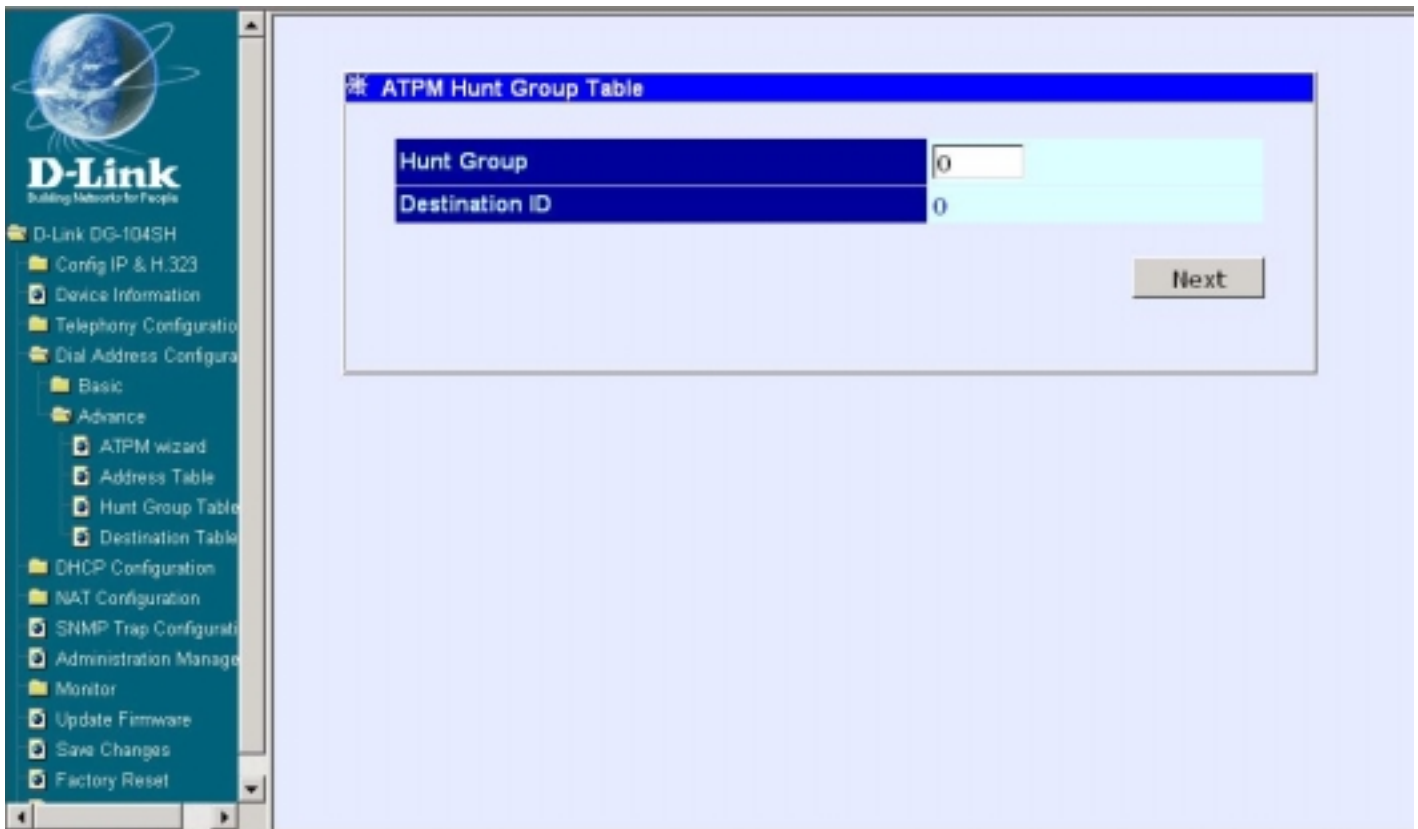 D-Link
Building Networks for People
D-Link DG-104SH
Config IP & H.323
Device Information
Telephony Configuratio
Dial Address Configura
Basic
Advance
ATPM wizard
Address Table
Hunt Group Table
Destination Table
DHCP Configuration
NAT Configuration
SNMP Trap Configurati
Administration Manage
Monitor
Update Firmware
Save Changes
Factory Reset
ATPM Hunt Group Table
Hunt Group 0
Destination ID 0
Next